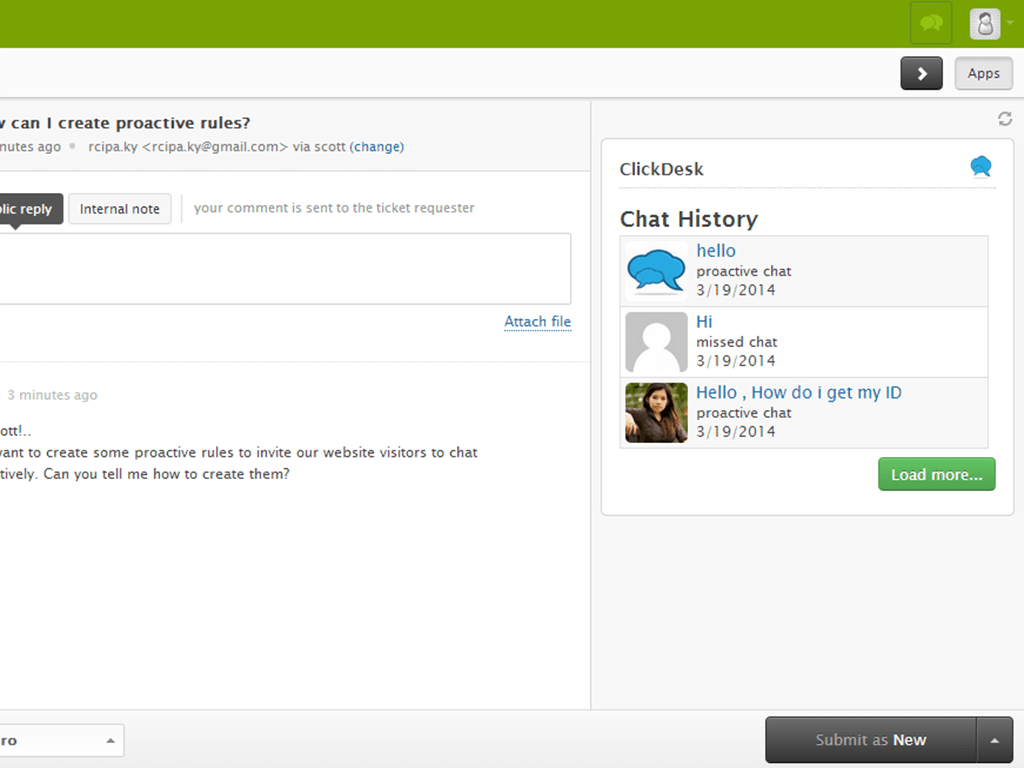 Apps
w can I create proactive rules?
nutes ago rcipa.ky <rcipa.ky@gmail.com> via scott (change)
lic reply Internal note your comment is sent to the ticket requester
Attach file
3 minutes ago
ott!..
ant to create some proactive rules to invite our website visitors to chat
tively. Can you tell me how to create them?
ClickDesk
Chat History
hello
proactive chat
3/19/2014
Hi
missed chat
3/19/2014
Hello , How do i get my ID
proactive chat
3/19/2014
Load more...
ro
Submit as New